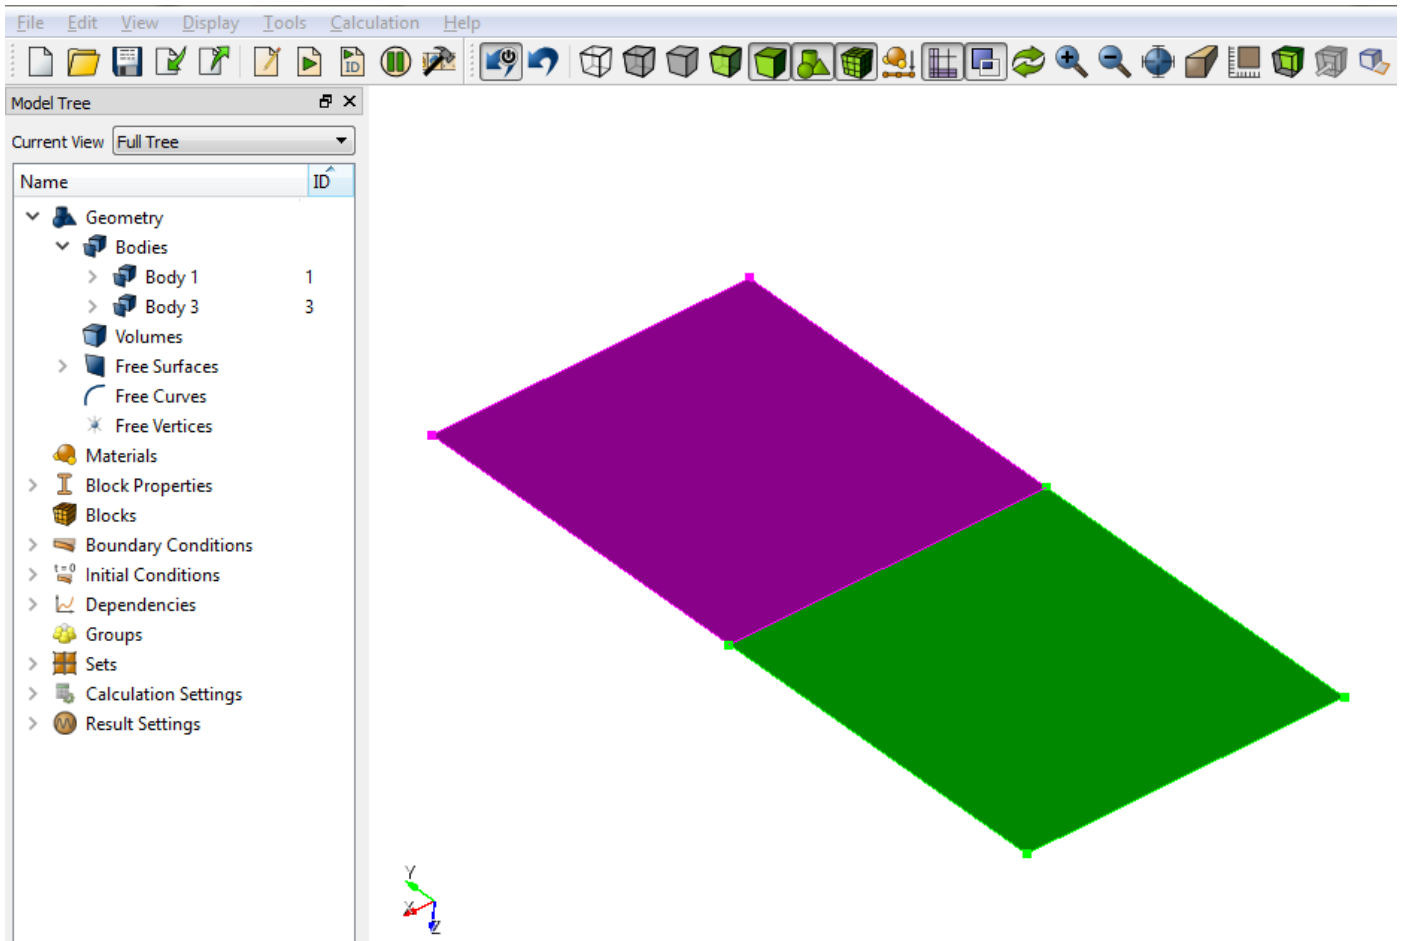 File Edit View Display Tools Calculation Help
ID
Model Tree
Current View Full Tree
Name ID
Geometry
Bodies
Body 1 1
Body 3 3
Volumes
Free Surfaces
Free Curves
Free Vertices
Materials
Block Properties
Blocks
Boundary Conditions
t=0 Initial Conditions
Dependencies
Groups
Sets
Calculation Settings
Result Settings
Y
X
Z